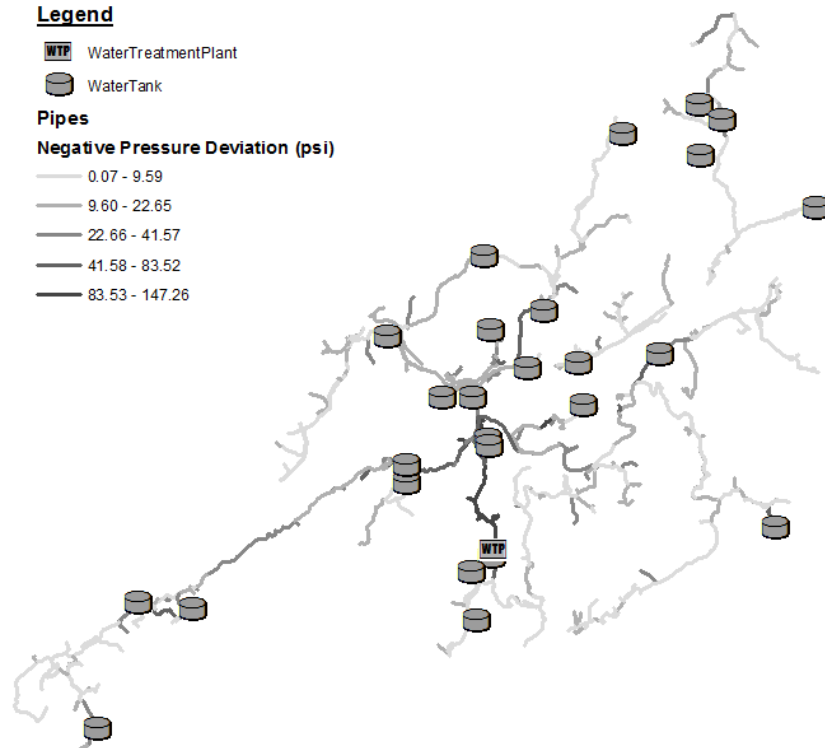 Legend
WTP WaterTreatmentPlant
WaterTank
Pipes
Negative Pressure Deviation (psi)
0.07 - 9.59
9.60 - 22.65
22.66 - 41.57
41.58 - 83.52
83.53 - 147.26
WTP